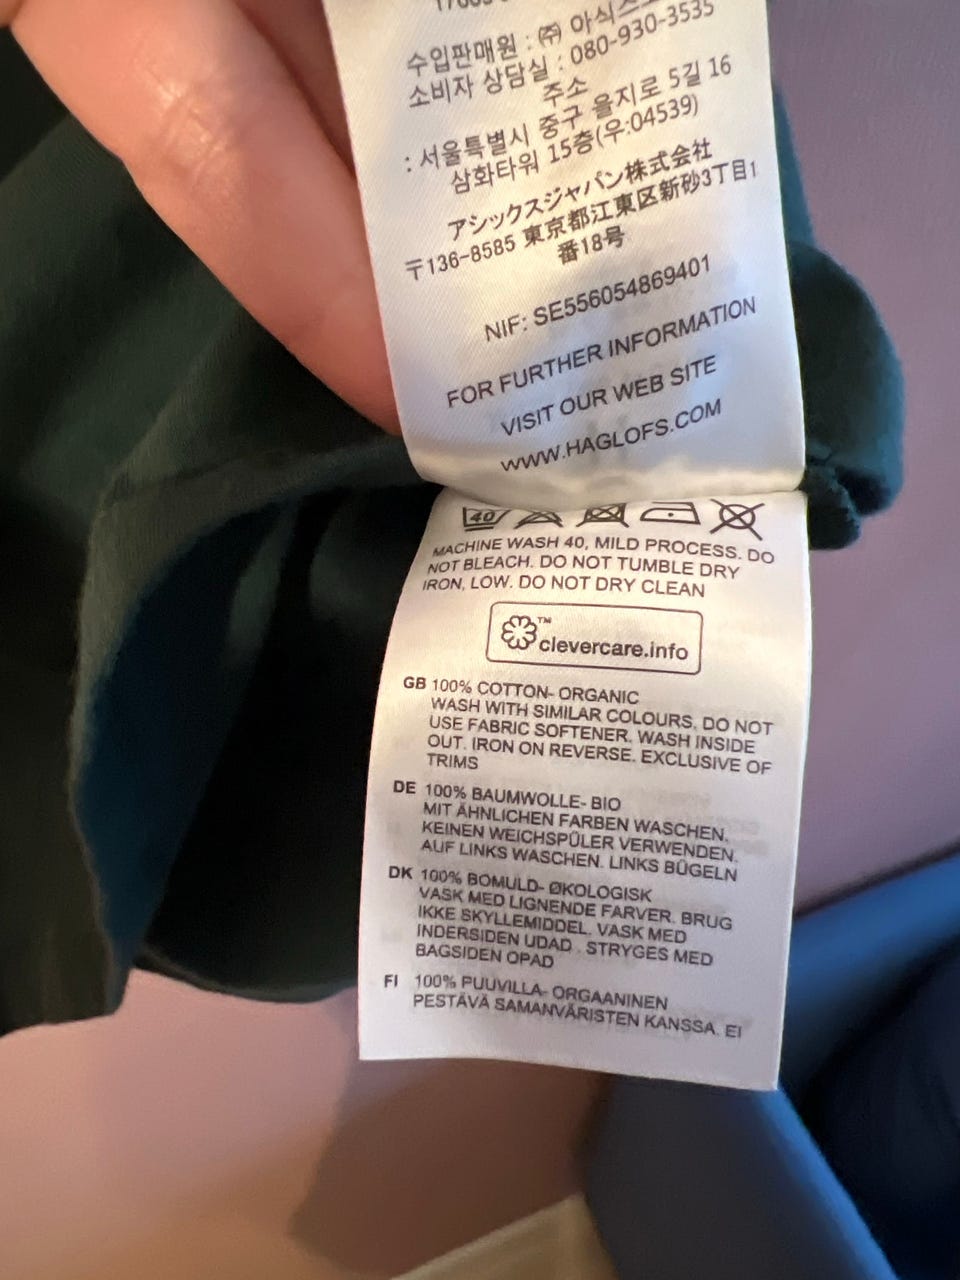 수입판매원 : ㈜ 아식스
소비자 상담실 : 080-930-3535
주소
: 서울특별시 중구 을지로 5길 16
삼화타워 15층(우:04539)
アシックスジャパン株式会社
〒136-8585 東京都江東区新砂3丁目1
番18号
NIF: SE556054869401
FOR FURTHER INFORMATION
VISIT OUR WEB SITE
WWW.HAGLOFS.COM
40
MACHINE WASH 40, MILD PROCESS. DO
NOT BLEACH. DO NOT TUMBLE DRY
IRON, LOW. DO NOT DRY CLEAN
™
clevercare.info
GB 100% COTTON- ORGANIC
WASH WITH SIMILAR COLOURS. DO NOT
USE FABRIC SOFTENER. WASH INSIDE
OUT. IRON ON REVERSE. EXCLUSIVE OF
TRIMS
DE 100% BAUMWOLLE- BIO
MIT ÄHNLICHEN FARBEN WASCHEN.
KEINEN WEICHSPÜLER VERWENDEN.
AUF LINKS WASCHEN. LINKS BÜGELN
DK 100% BOMULD- ØKOLOGISK
VASK MED LIGNENDE FARVER. BRUG
IKKE SKYLLEMIDDEL. VASK MED
INDERSIDEN UDAD . STRYGES MED
BAGSIDEN OPAD
FI 100% PUUVILLA- ORGAANINEN
PESTÄVÄ SAMANVÄRISTEN KANSSA. EI